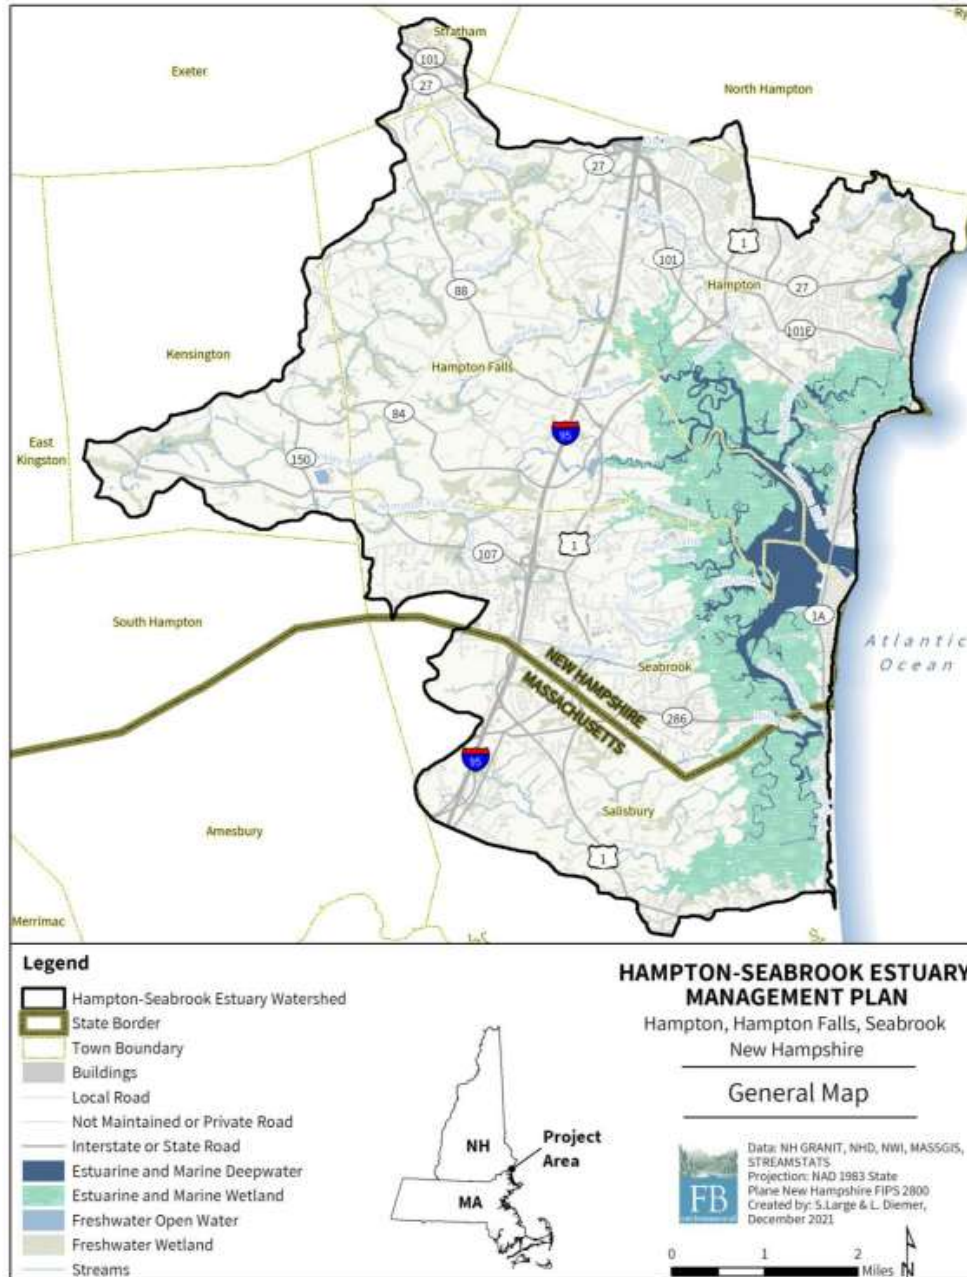 Stratham
Ry
101
Exeter
27
North Hampton
27
1
101
Hampton
27
88
101E
Kensington
Hampton Falls
84
95
East
Kingston
150
1
107
South Hampton
1A
Atlantic
Ocean
NEW HAMPSHIRE
Seabrook
MASSACHUSETTS
286
95
Salisbury
Amesbury
1
Merrimac
Legend
Hampton-Seabrook Estuary Watershed
State Border
Town Boundary
Buildings
Local Road
Not Maintained or Private Road
Interstate or State Road
Estuarine and Marine Deepwater
Estuarine and Marine Wetland
Freshwater Open Water
Freshwater Wetland
Streams
NH
MA
Project
Area
HAMPTON-SEABROOK ESTUARY
MANAGEMENT PLAN
Hampton, Hampton Falls, Seabrook
New Hampshire
General Map
FB
Data: NH GRANIT, NHD, NWI, MASSGIS,
STREAMSTATS
Projection: NAD 1983 State
Plane New Hampshire FIPS 2800
Created by: S.Large & L. Diemer,
December 2021
0 1 2
Miles
N